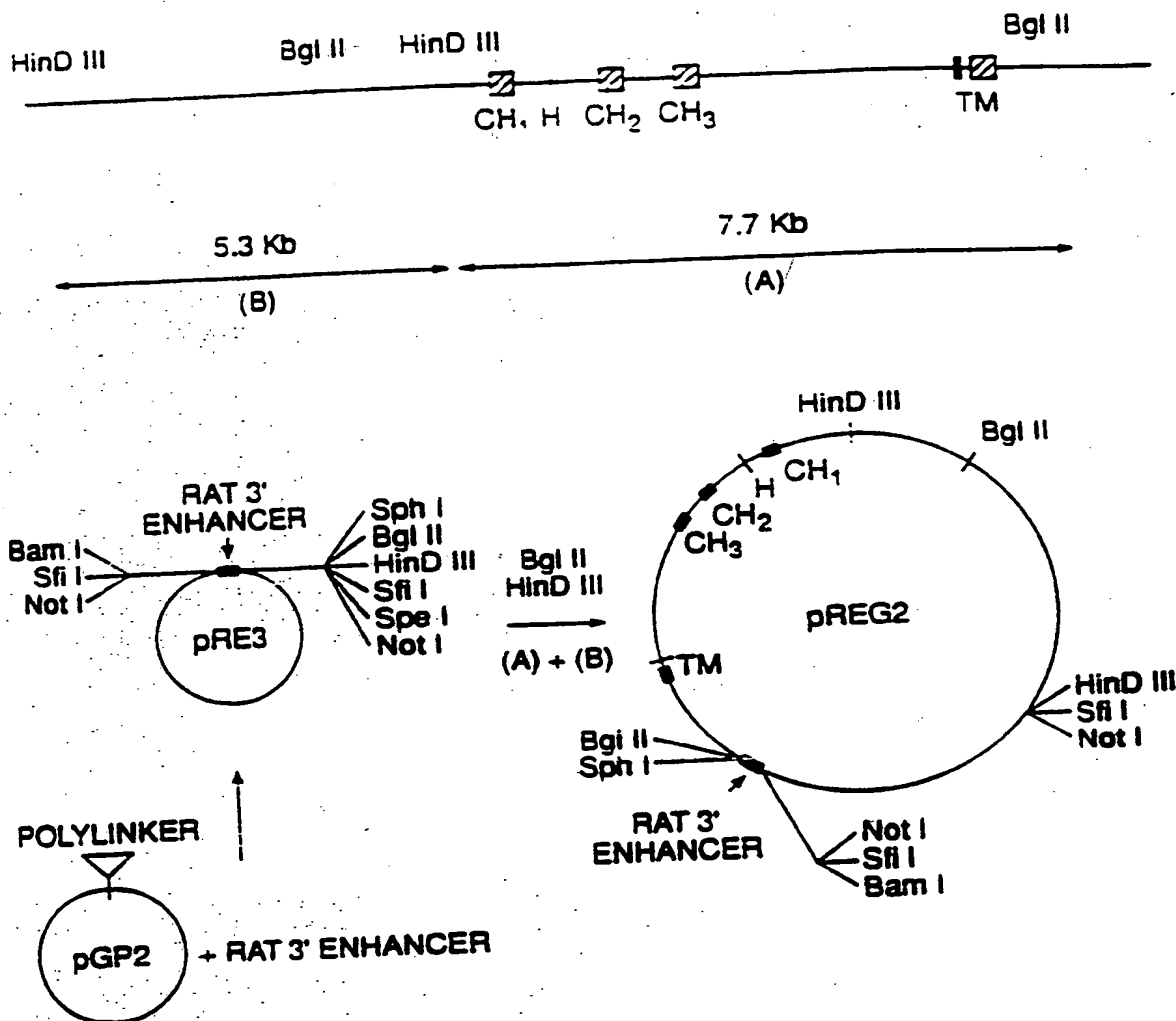 HinD III
Bgl II
HinD III
Bgl II
CH1 H CH2 CH3
TM
5.3 Kb
(B)
7.7 Kb
(A)
RAT 3'
ENHANCER
Bam I
Sfi I
Not I
Sph I
Bgl II
HinD III
Sfi I
Spe I
Not I
pRE3
Bgl II
HinD III
(A) + (B)
HinD III
Bgl II
CH1
H
CH2
CH3
pREG2
TM
Bgl II
Sph I
HinD III
Sfi I
Not I
RAT 3'
ENHANCER
Not I
Sfi I
Bam I
POLYLINKER
pGP2
+ RAT 3' ENHANCER